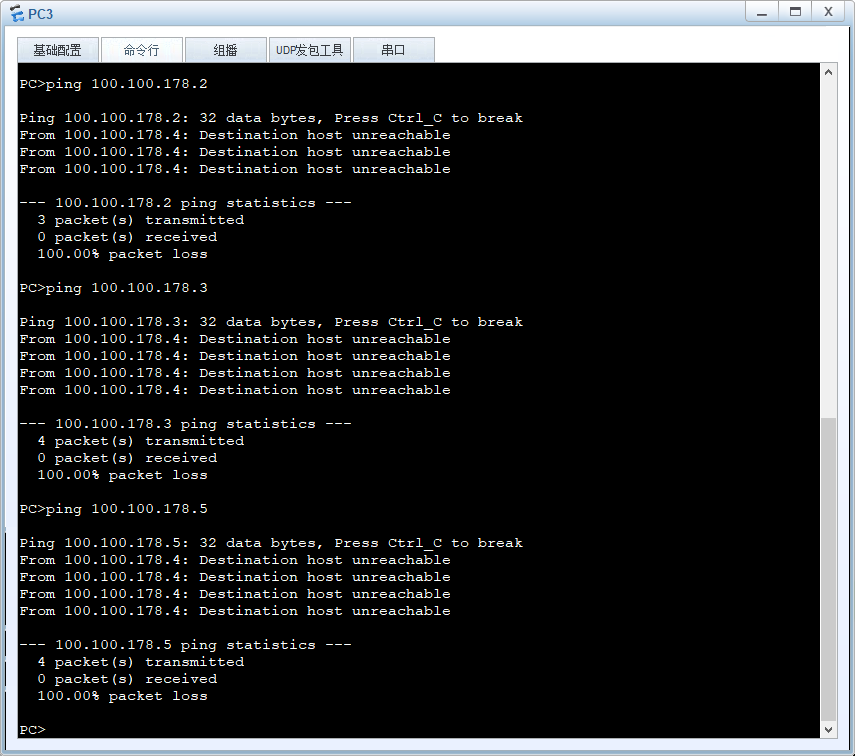 PC3
X
基础配置 命令行 组播 UDP发包工具 串口
PC>ping 100.100.178.2
Ping 100.100.178.2: 32 data bytes, Press Ctrl_C to break
From 100.100.178.4: Destination host unreachable
From 100.100.178.4: Destination host unreachable
From 100.100.178.4: Destination host unreachable
--- 100.100.178.2 ping statistics ---
  3 packet(s) transmitted
  0 packet(s) received
  100.00% packet loss
PC>ping 100.100.178.3
Ping 100.100.178.3: 32 data bytes, Press Ctrl_C to break
From 100.100.178.4: Destination host unreachable
From 100.100.178.4: Destination host unreachable
From 100.100.178.4: Destination host unreachable
From 100.100.178.4: Destination host unreachable
--- 100.100.178.3 ping statistics ---
  4 packet(s) transmitted
  0 packet(s) received
  100.00% packet loss
PC>ping 100.100.178.5
Ping 100.100.178.5: 32 data bytes, Press Ctrl_C to break
From 100.100.178.4: Destination host unreachable
From 100.100.178.4: Destination host unreachable
From 100.100.178.4: Destination host unreachable
From 100.100.178.4: Destination host unreachable
--- 100.100.178.5 ping statistics ---
  4 packet(s) transmitted
  0 packet(s) received
  100.00% packet loss
PC>